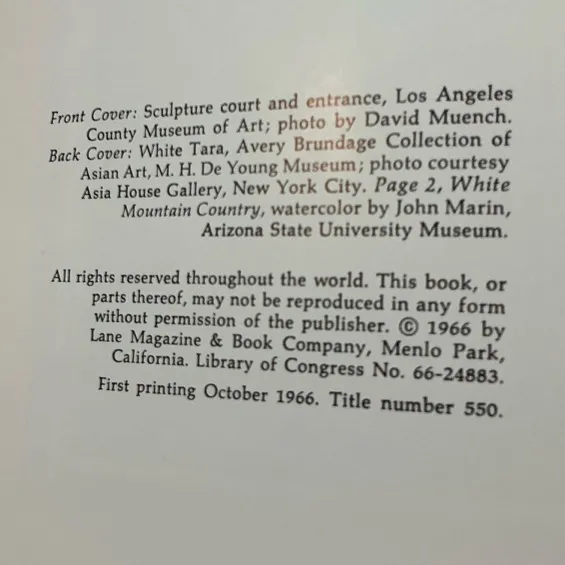 Front Cover: Sculpture court and entrance, Los Angeles
County Museum of Art; photo by David Muench.
Back Cover: White Tara, Avery Brundage Collection of
Asian Art, M. H. De Young Museum; photo courtesy
Asia House Gallery, New York City. Page 2, White
Mountain Country, watercolor by John Marin,
Arizona State University Museum.
All rights reserved throughout the world. This book, or
parts thereof, may not be reproduced in any form
without permission of the publisher. © 1966 by
Lane Magazine & Book Company, Menlo Park,
California. Library of Congress No. 66-24883.
First printing October 1966. Title number 550.